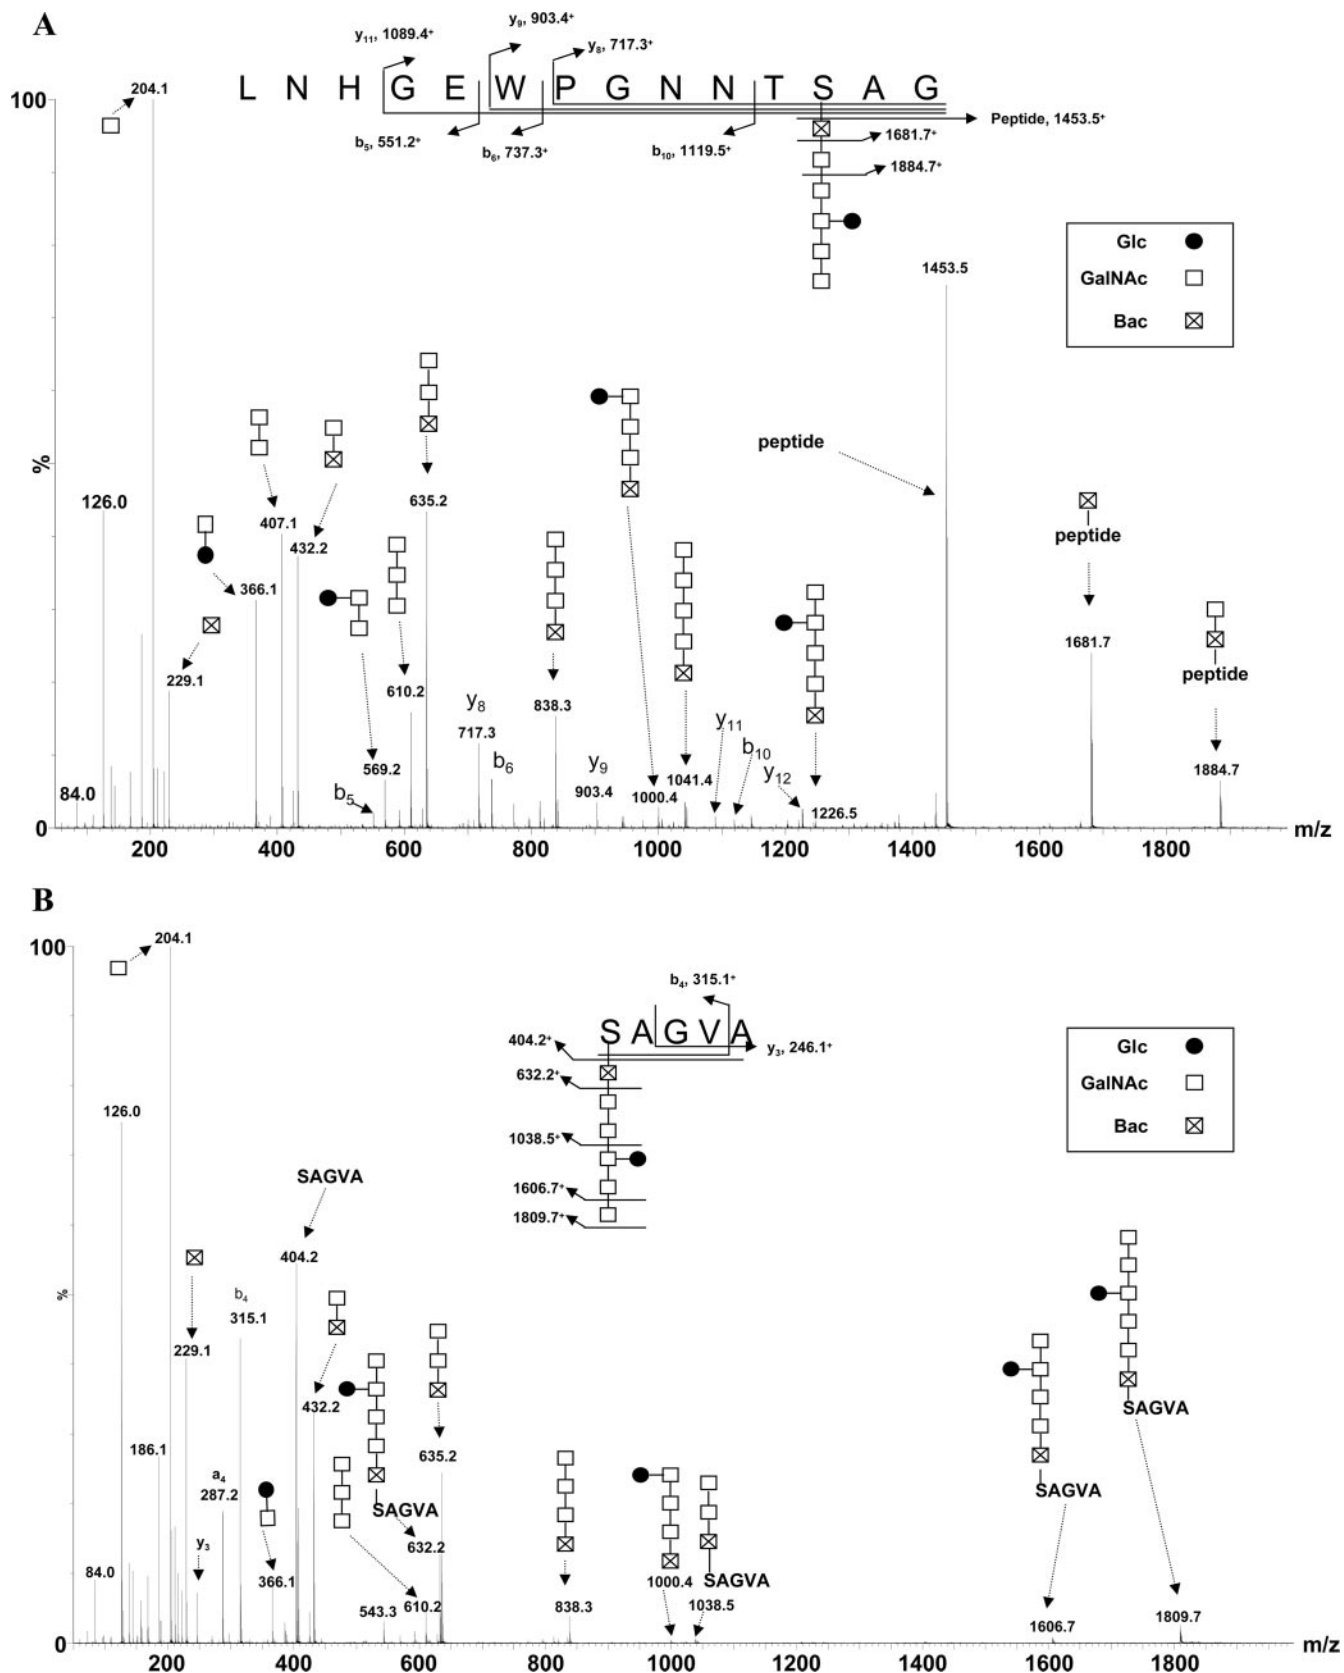 A
y11, 1089.4+
y9, 903.4+
y8, 717.3+
L N H G E W P G N N T S A G
b5, 551.2+
b6, 737.3+
b10, 1119.5+
Peptide, 1453.5+
1681.7+
1884.7+
100
204.1
Glc
GalNAc
Bac
1453.5
%
126.0
peptide
407.1
432.2
635.2
366.1
229.1
610.2
717.3
y8
838.3
b6
569.2
b5
903.4
y9
1000.4
1041.4
y11
b10
y12
1226.5
peptide
1681.7
peptide
1884.7
84.0
0
200 400 600 800 1000 1200 1400 1600 1800 m/z
B
100
204.1
b4, 315.1+
S A G V A
404.2+
y3, 246.1+
632.2+
1038.5+
1606.7+
1809.7+
Glc
GalNAc
Bac
126.0
SAGVA
404.2
%
b4
315.1
229.1
432.2
186.1
a4
287.2
635.2
SAGVA
632.2
y3
84.0
366.1
543.3
610.2
838.3
1000.4
SAGVA
1038.5
SAGVA
1606.7
SAGVA
1809.7
0
200 400 600 800 1000 1200 1400 1600 1800 m/z